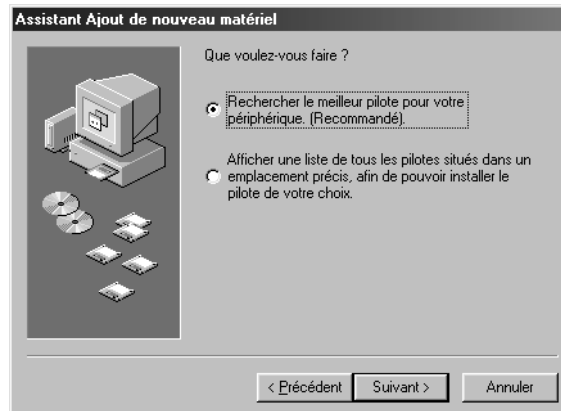 Assistant Ajout de nouveau matériel
Que voulez-vous faire ?
Rechercher le meilleur pilote pour votre
périphérique. (Recommandé).
Afficher une liste de tous les pilotes situés dans un
emplacement précis, afin de pouvoir installer le
pilote de votre choix.
< Précédent
Suivant >
Annuler